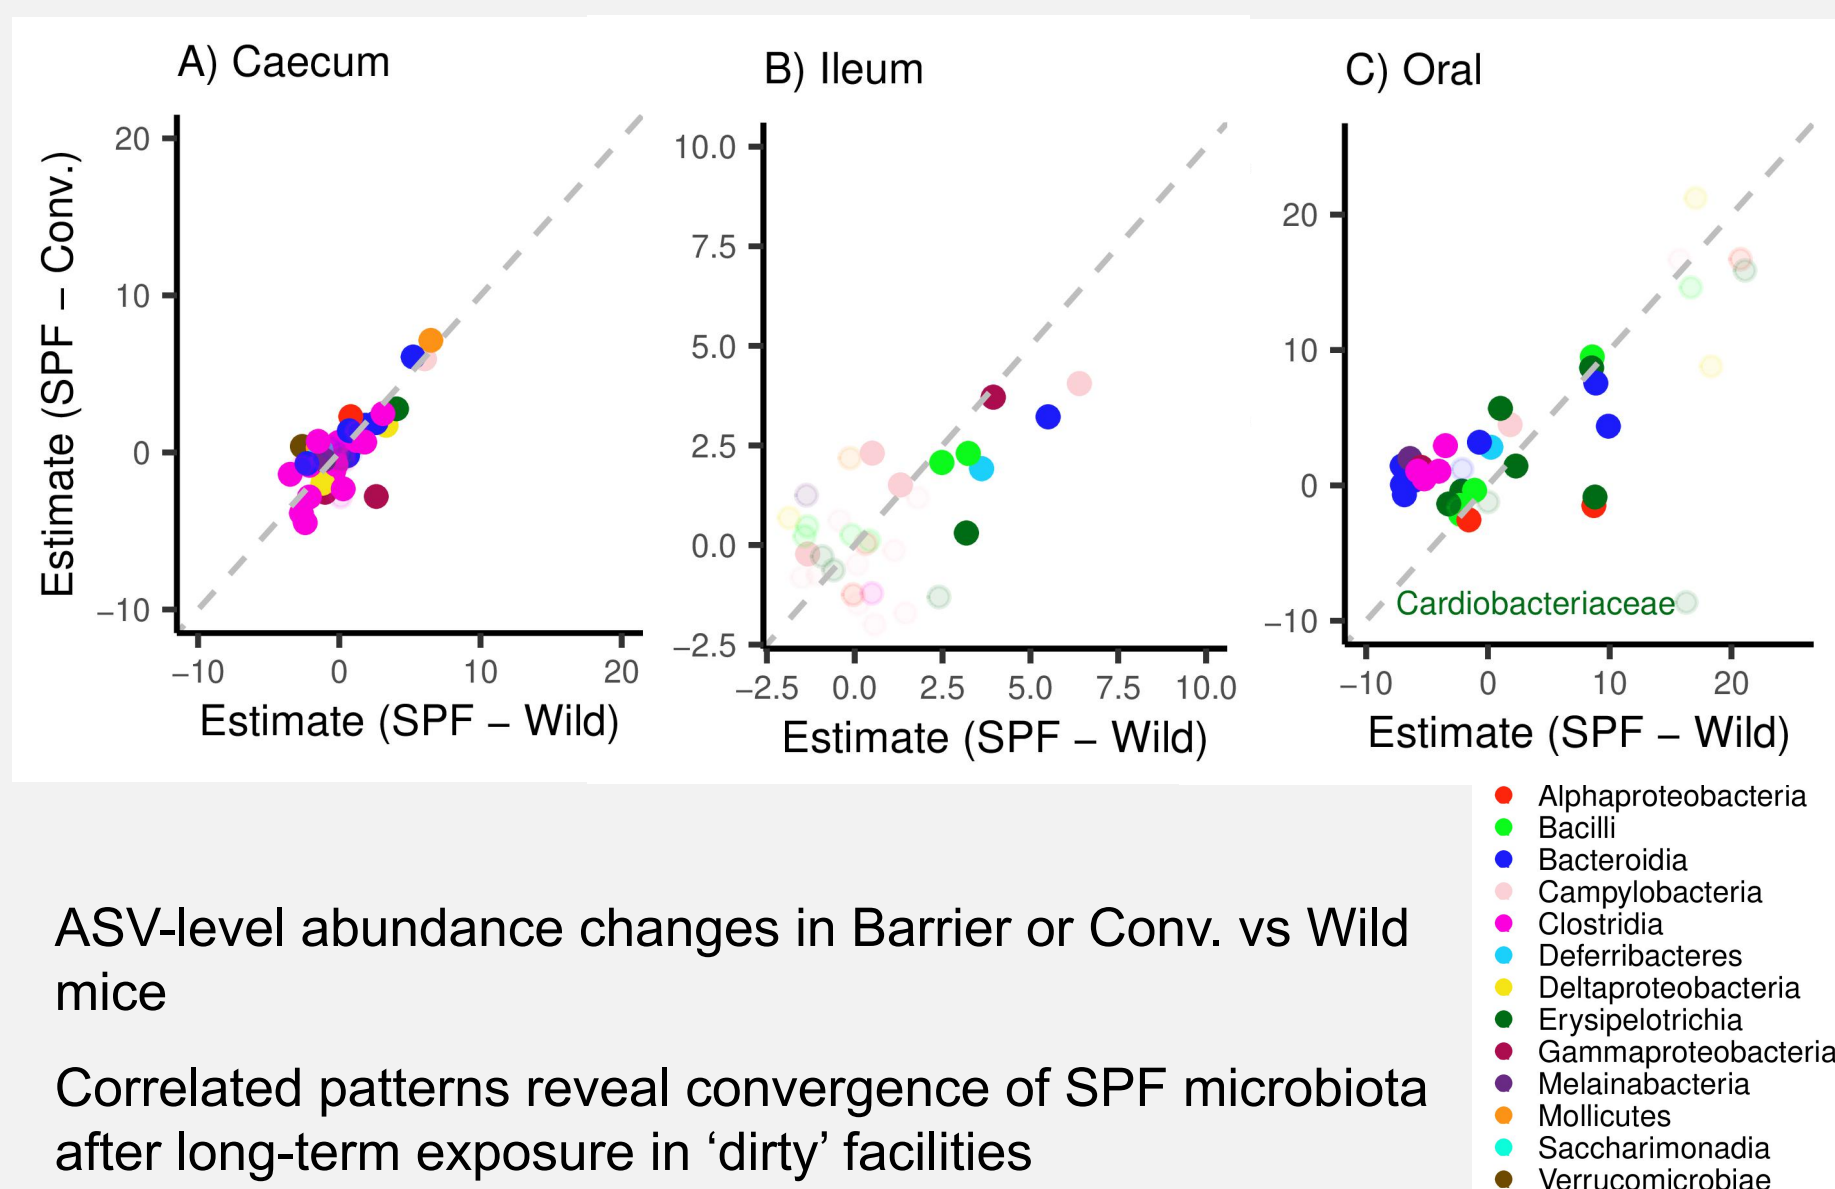 A) Caecum
B) Ileum
C) Oral
Estimate (SPF – Conv.)
20
10
0
−10
−10
0
10
20
Estimate (SPF – Wild)
10.0
7.5
5.0
2.5
0.0
−2.5
−2.5
0.0
2.5
5.0
7.5
10.0
Estimate (SPF – Wild)
20
10
0
−10
Cardiobacteriaceae
−10
0
10
20
Estimate (SPF – Wild)
Alphaproteobacteria
Bacilli
Bacteroidia
Campylobacteria
Clostridia
Deferribacteres
Deltaproteobacteria
Erysipelotrichia
Gammaproteobacteria
Melainabacteria
Mollicutes
Saccharimonadia
Verrucomicrobiae
ASV-level abundance changes in Barrier or Conv. vs Wild
mice
Correlated patterns reveal convergence of SPF microbiota
after long-term exposure in ‘dirty’ facilities